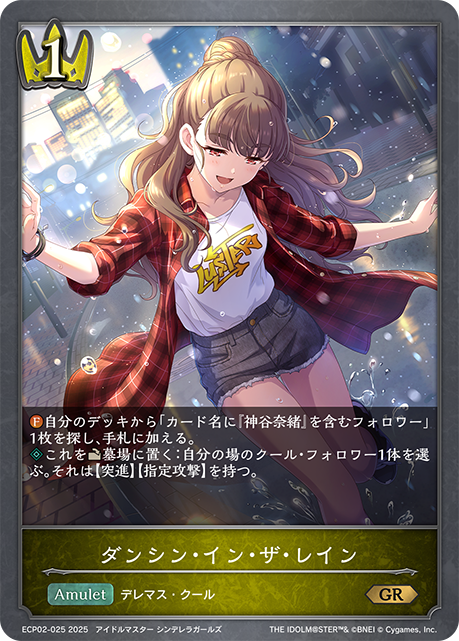 1
F 自分のデッキから「カード名に『神谷奈緒』を含むフォロワー」
1枚を探し、手札に加える。
これを墓場に置く:自分の場のクール・フォロワー1体を選
ぶ。それは【突進】【指定攻撃】を持つ。
ダンシン・イン・ザ・レイン
Amulet デレマス・クール
GR
ECP02-025 2025 アイドルマスター シンデレラガールズ
THE IDOLM@STER™& ©BNEI © Cygames, Inc.